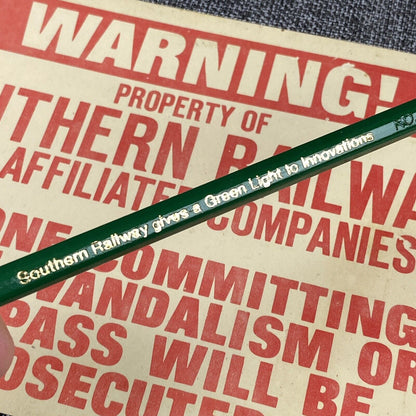 WARNING!
PROPERTY OF
THERN RAILWA
AFFILIATE COMPANIES
Southern Railway gives a Green Light to Innovations
ONE COMMITTING
VANDALISM OR
PASS WILL BE
OSECUTE